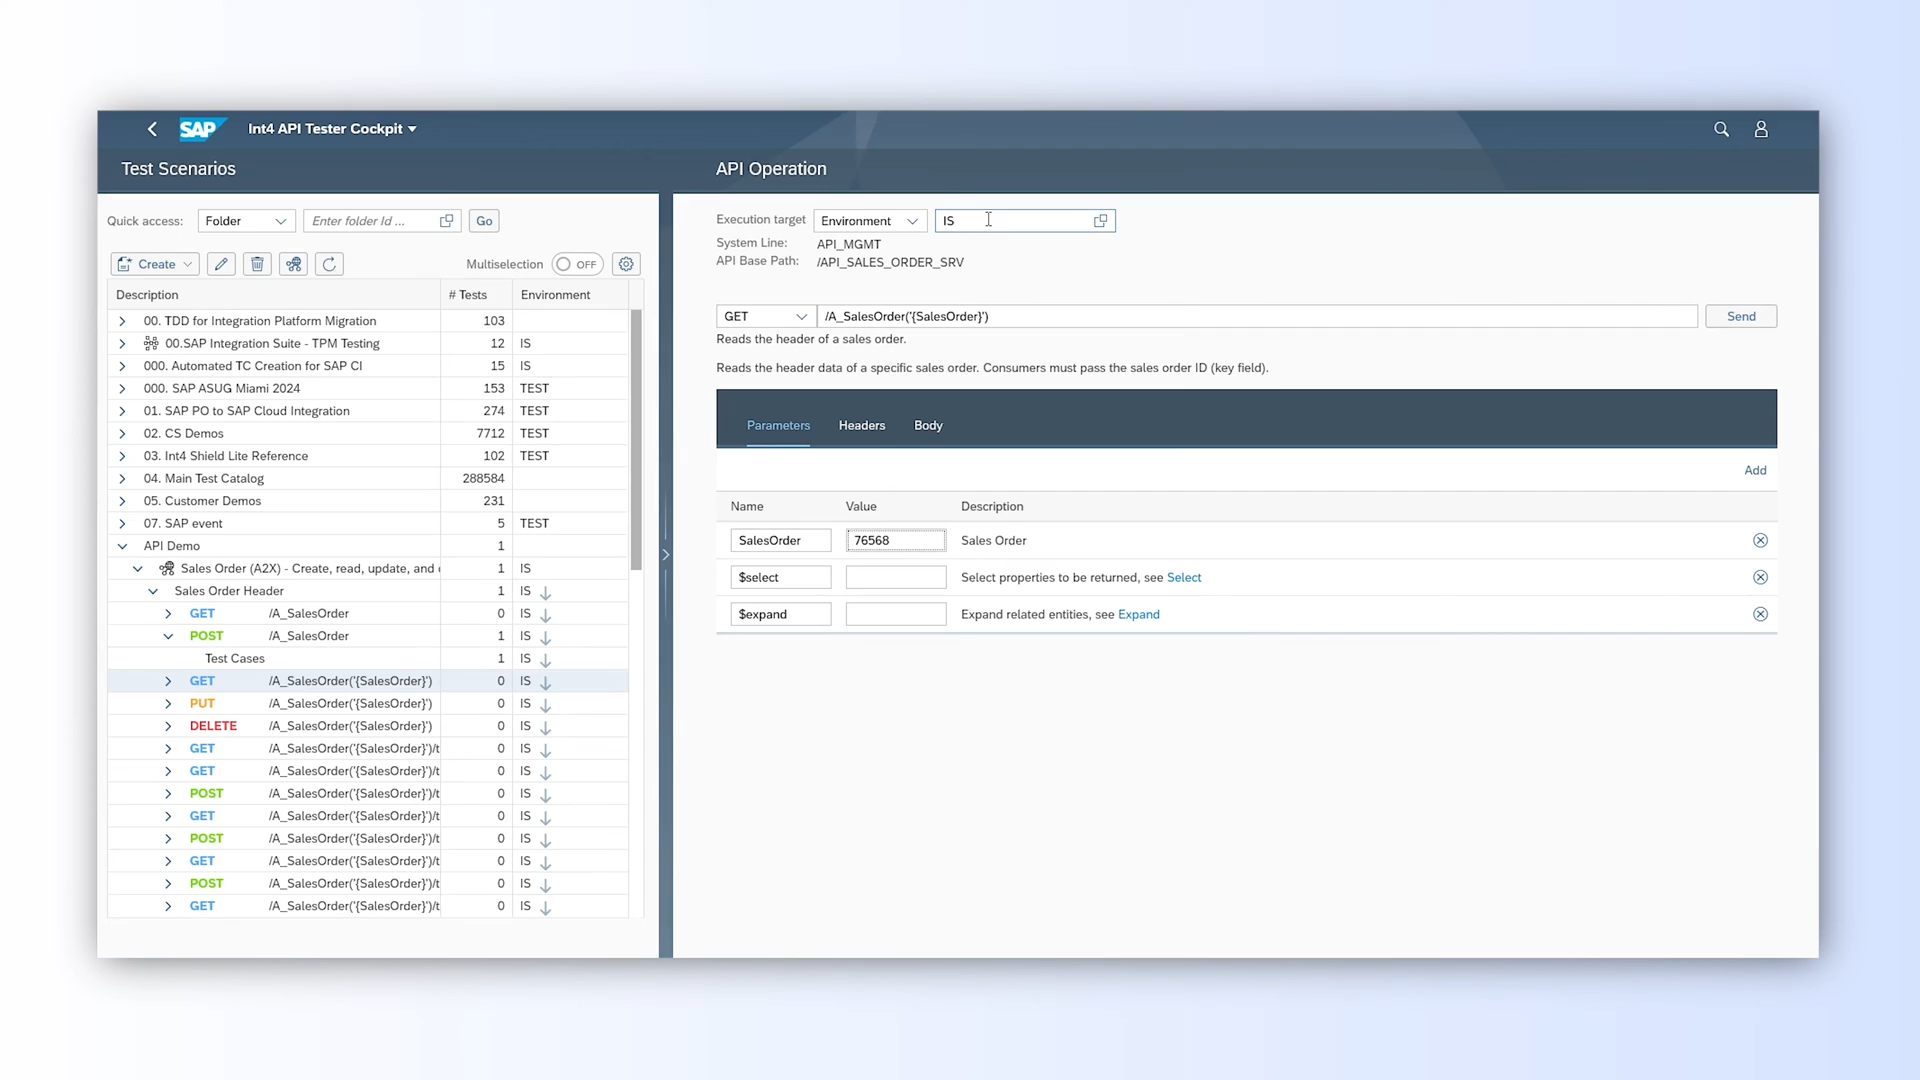 SAP Int4 API Tester Cockpit
Test Scenarios
API Operation
Quick access: Folder Enter folder Id ... Go
Create
Multiselection OFF
Description # Tests Environment
00. TDD for Integration Platform Migration 103
00.SAP Integration Suite - TPM Testing 12 IS
000. Automated TC Creation for SAP CI 15 IS
000. SAP ASUG Miami 2024 153 TEST
01. SAP PO to SAP Cloud Integration 274 TEST
02. CS Demos 7712 TEST
03. Int4 Shield Lite Reference 102 TEST
04. Main Test Catalog 288584
05. Customer Demos 231
07. SAP event 5 TEST
API Demo 1
Sales Order (A2X) - Create, read, update, and 1 IS
Sales Order Header 1 IS
GET /A_SalesOrder 0 IS
POST /A_SalesOrder 1 IS
Test Cases 1 IS
GET /A_SalesOrder('{SalesOrder}') 0 IS
PUT /A_SalesOrder('{SalesOrder}') 0 IS
DELETE /A_SalesOrder('{SalesOrder}') 0 IS
GET /A_SalesOrder('{SalesOrder}')/t 0 IS
GET /A_SalesOrder('{SalesOrder}')/t 0 IS
POST /A_SalesOrder('{SalesOrder}')/t 0 IS
GET /A_SalesOrder('{SalesOrder}')/t 0 IS
POST /A_SalesOrder('{SalesOrder}')/t 0 IS
GET /A_SalesOrder('{SalesOrder}')/t 0 IS
POST /A_SalesOrder('{SalesOrder}')/t 0 IS
GET /A_SalesOrder('{SalesOrder}')/t 0 IS
Execution target Environment IS
System Line: API_MGMT
API Base Path: /API_SALES_ORDER_SRV
GET /A_SalesOrder('{SalesOrder}') Send
Reads the header of a sales order.
Reads the header data of a specific sales order. Consumers must pass the sales order ID (key field).
Parameters Headers Body
Add
Name Value Description
SalesOrder 76568 Sales Order
$select Select properties to be returned, see Select
$expand Expand related entities, see Expand